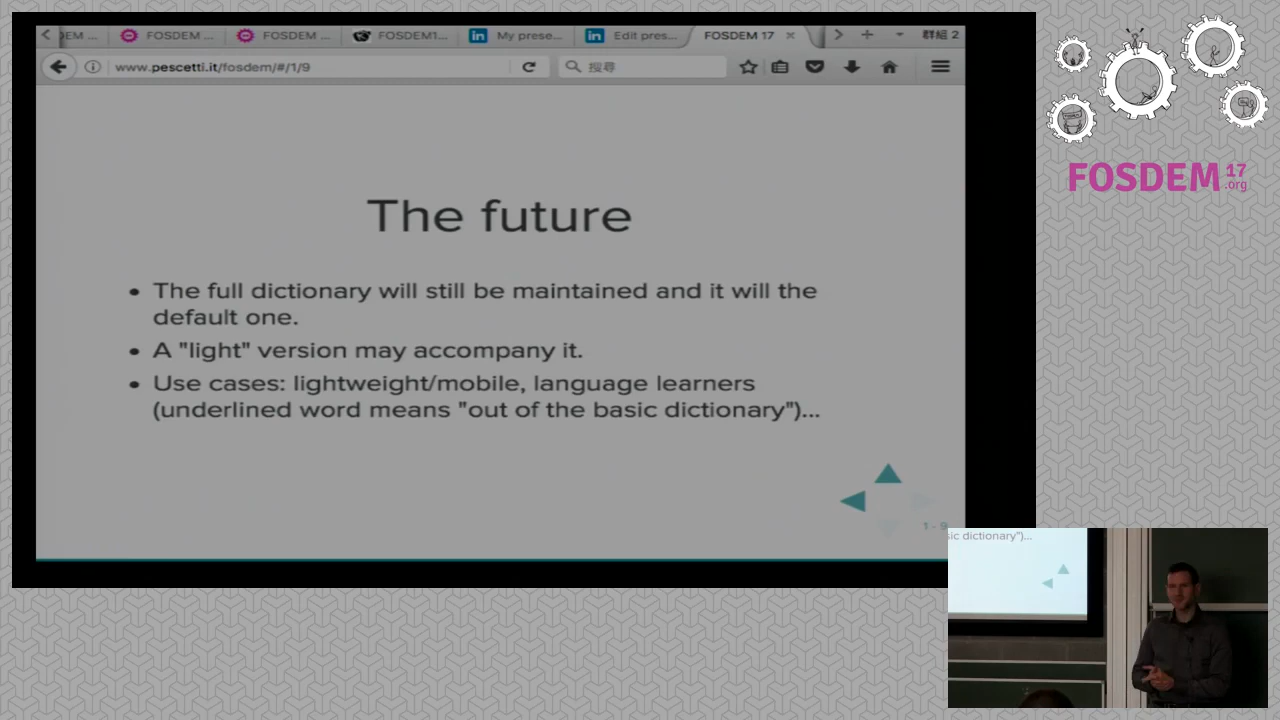 EM ...
FOSDEM ...
FOSDEM ...
FOSDEM1...
My prese...
Edit pres...
FOSDEM 17
群組 2
www.pescetti.it/fosdem/#/1/9
搜尋
FOSDEM 17
.org
The future
The full dictionary will still be maintained and it will the
default one.
A "light" version may accompany it.
Use cases: lightweight/mobile, language learners
(underlined word means "out of the basic dictionary")...
1 - 9
sic dictionary")...